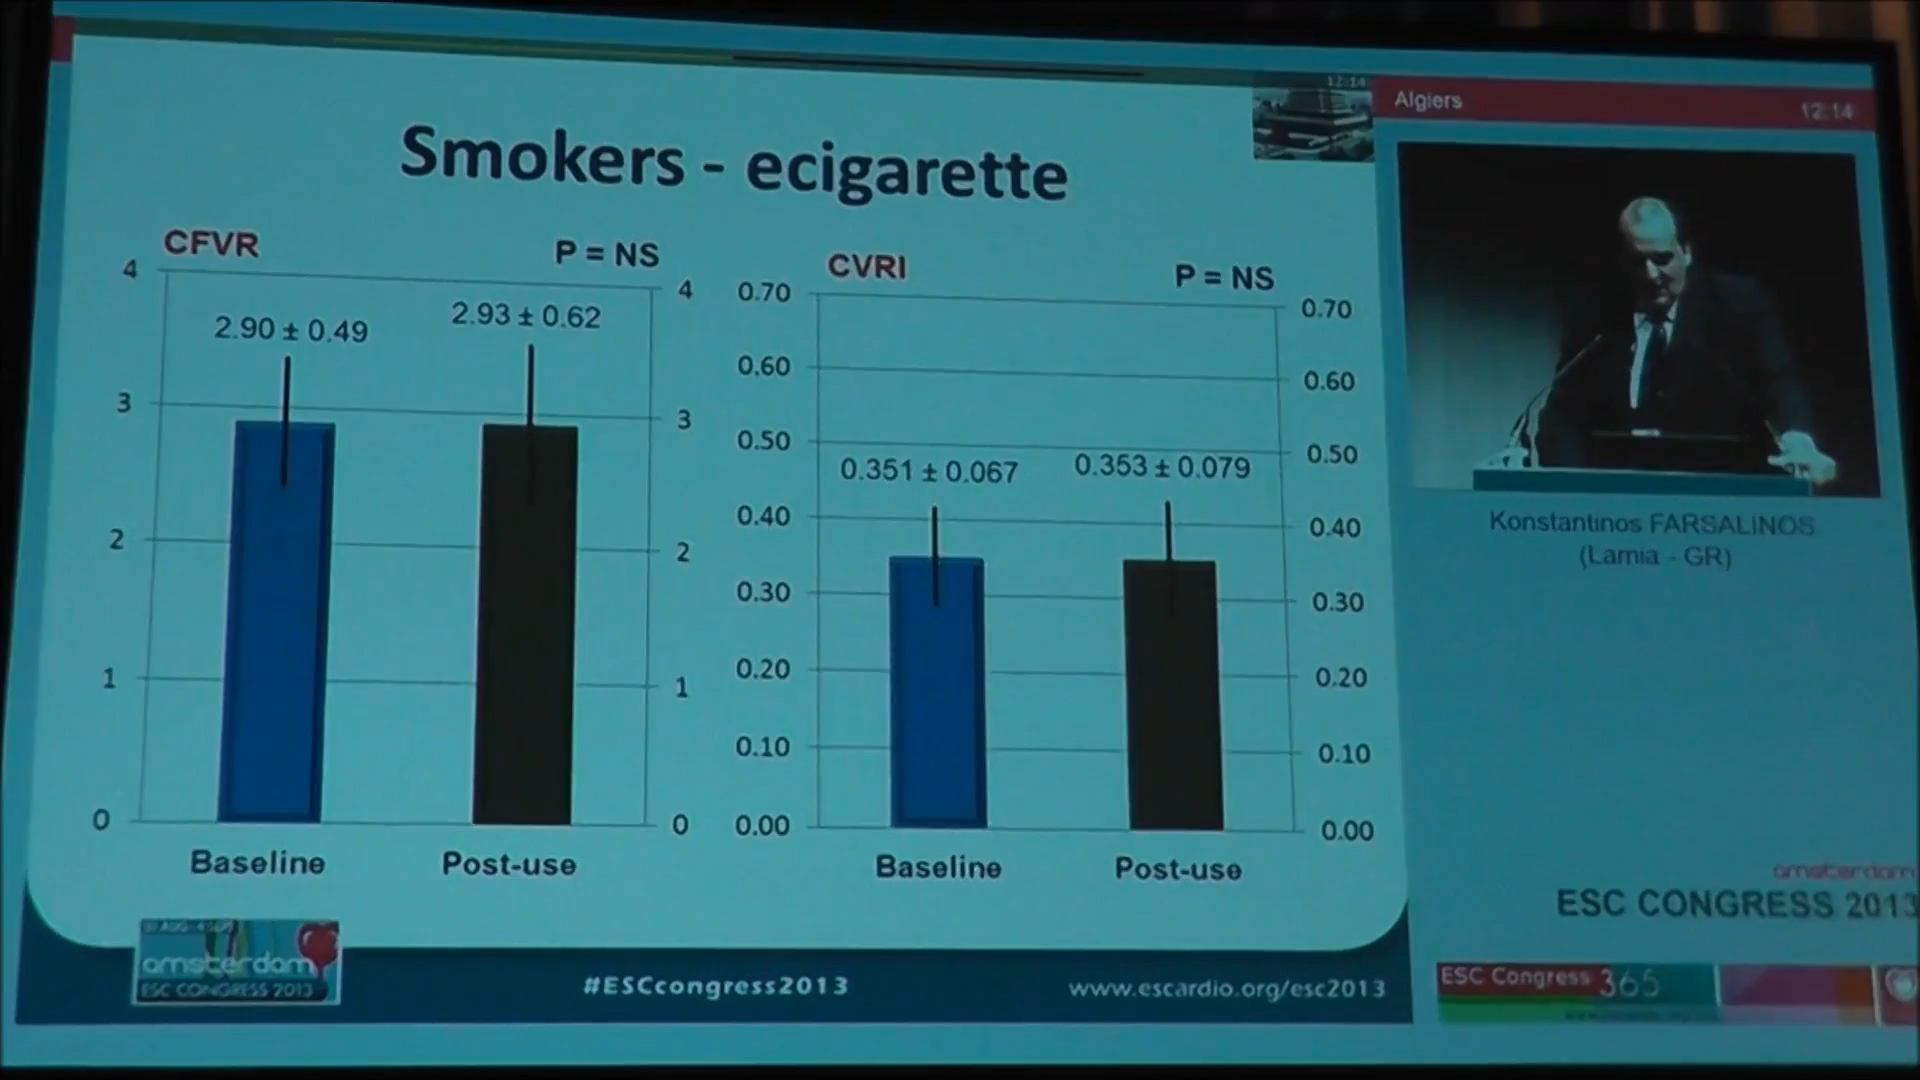 12:14
Smokers - ecigarette
CFVR
P = NS
4
3
2
1
0
2.90 ± 0.49
2.93 ± 0.62
4
3
2
1
0
Baseline
Post-use
CVRI
P = NS
0.70
0.60
0.50
0.40
0.30
0.20
0.10
0.00
0.351 ± 0.067
0.353 ± 0.079
0.70
0.60
0.50
0.40
0.30
0.20
0.10
0.00
Baseline
Post-use
amsterdam
ESC CONGRESS 2013
#ESCcongress2013
www.escardio.org/esc2013
Algiers
12:14
Konstantinos FARSALINOS
(Lamia - GR)
amsterdam
ESC CONGRESS 2013
ESC Congress 365